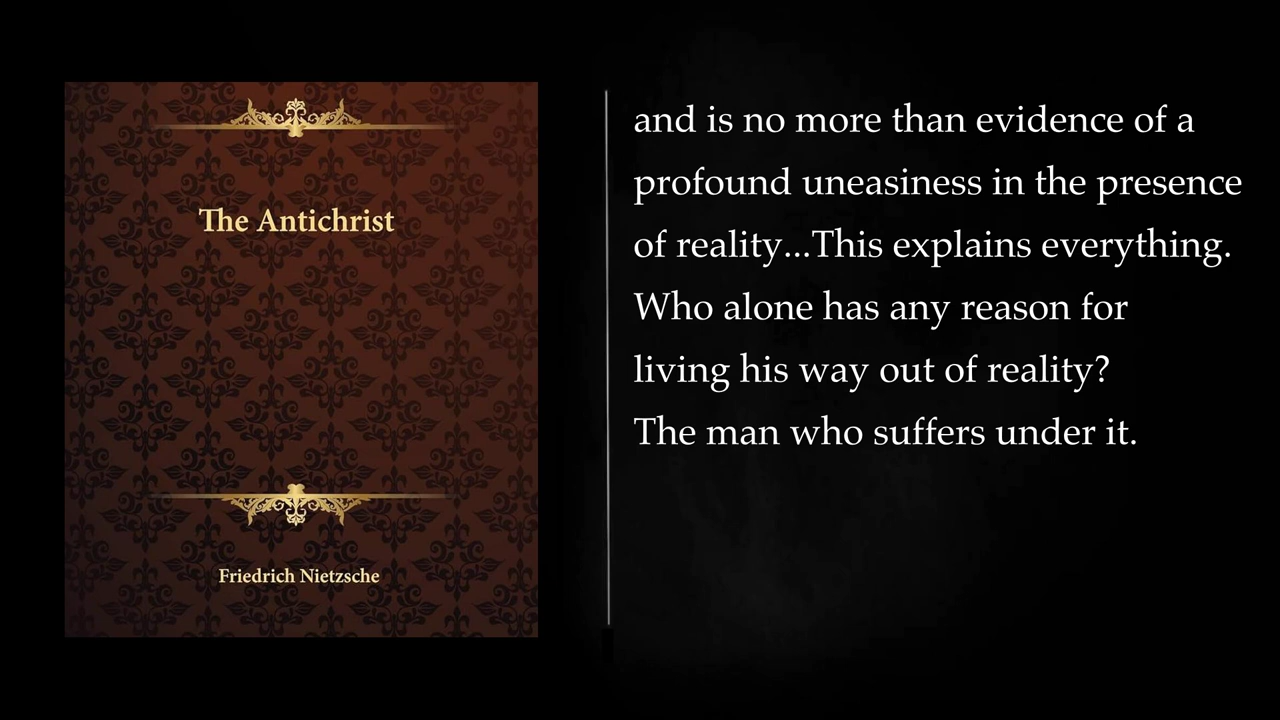 The Antichrist
Friedrich Nietzsche
and is no more than evidence of a
profound uneasiness in the presence
of reality...This explains everything.
Who alone has any reason for
living his way out of reality?
The man who suffers under it.